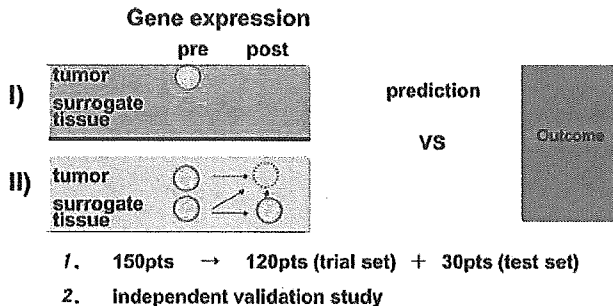 Gene expression
pre post
I) tumor
surrogate
tissue
prediction
VS
Outcome
II) tumor
surrogate
tissue
1. 150pts → 120pts (trial set) + 30pts (test set)
2. independent validation study